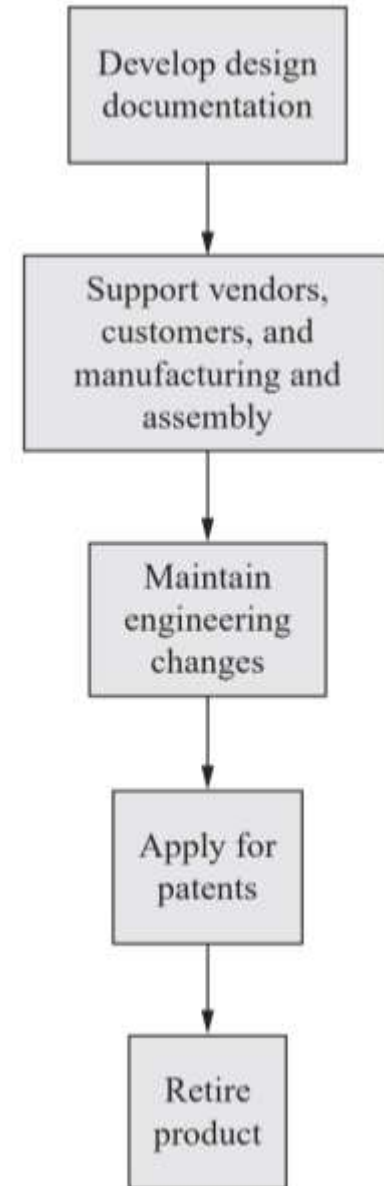 Develop design
documentation
Support vendors,
customers, and
manufacturing and
assembly
Maintain
engineering
changes
Apply for
patents
Retire
product